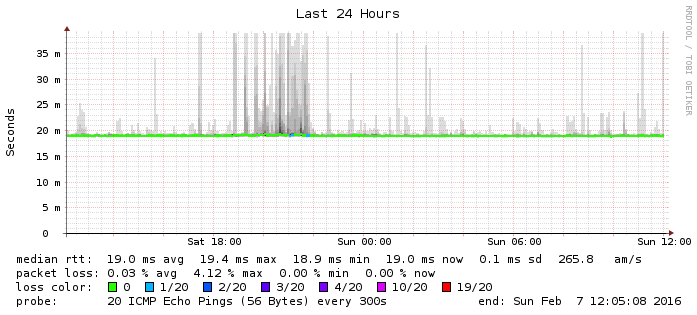 Last 24 Hours
RRDTOOL / TOBI OETIKER
Seconds
35 m
30 m
25 m
20 m
15 m
10 m
5 m
0
Sat 18:00 Sun 00:00 Sun 06:00 Sun 12:00
median rtt: 19.0 ms avg 19.4 ms max 18.9 ms min 19.0 ms now 0.1 ms sd 265.8 am/s
packet loss: 0.03 % avg 4.12 % max 0.00 % min 0.00 % now
loss color: 0 1/20 2/20 3/20 4/20 10/20 19/20
probe: 20 ICMP Echo Pings (56 Bytes) every 300s end: Sun Feb 7 12:05:08 2016